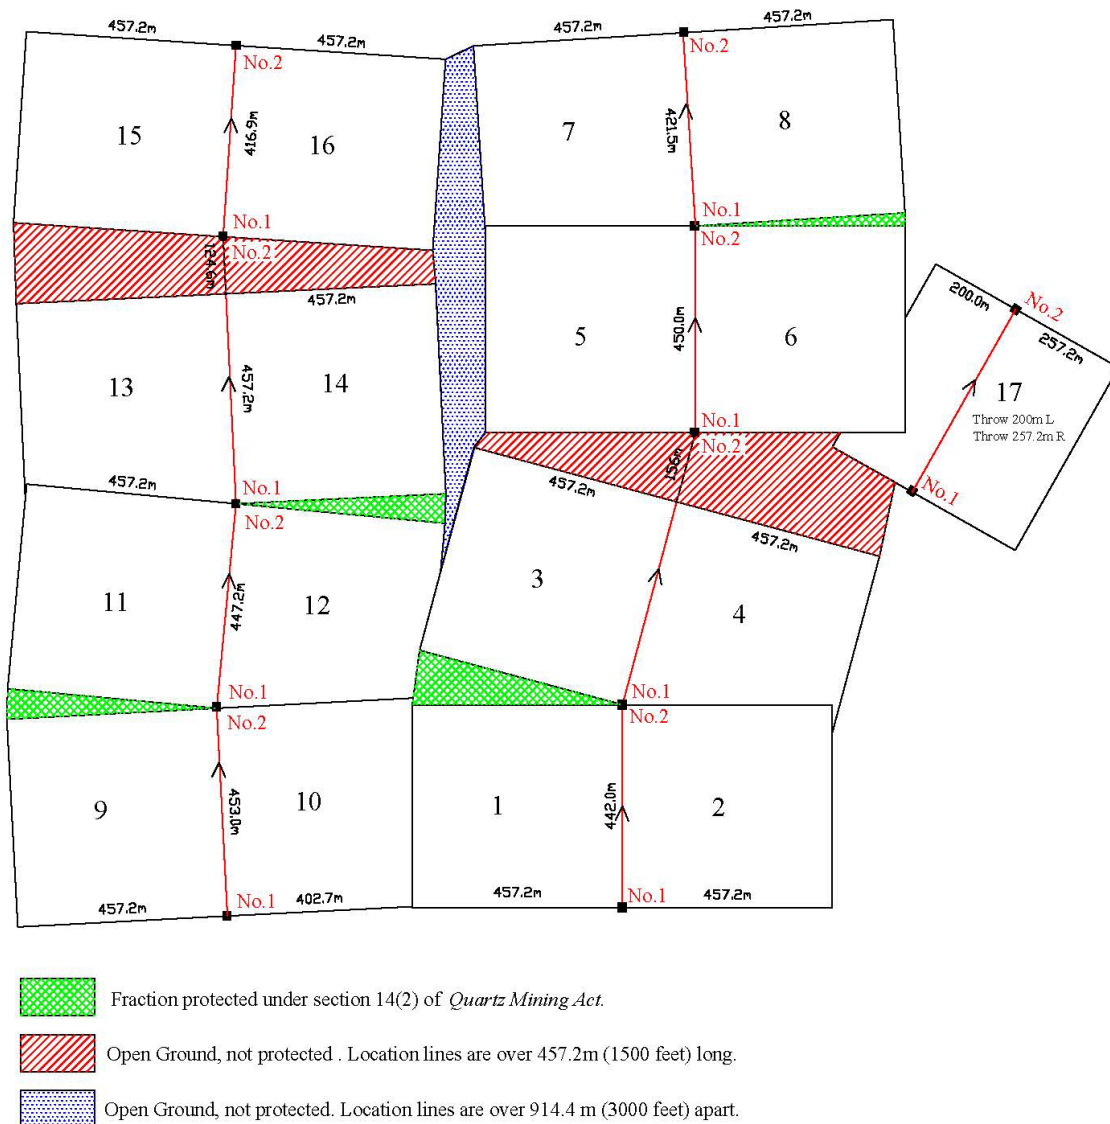 457.2m
457.2m
457.2m
457.2m
No.2
No.2
15
16
416.9m
7
8
421.5m
No.1
No.2
124.6m
457.2m
No.1
No.2
5
6
450.0m
200.0m
No.2
257.2m
13
14
457.2m
17
Throw 200m L
Throw 257.2m R
No.1
No.2
156m
457.2m
457.2m
No.1
457.2m
No.1
No.2
11
12
447.2m
3
4
No.1
No.2
No.1
No.2
9
10
453.0m
1
2
442.0m
457.2m
402.7m
No.1
457.2m
457.2m
No.1
Fraction protected under section 14(2) of Quartz Mining Act.
Open Ground, not protected . Location lines are over 457.2m (1500 feet) long.
Open Ground, not protected. Location lines are over 914.4 m (3000 feet) apart.